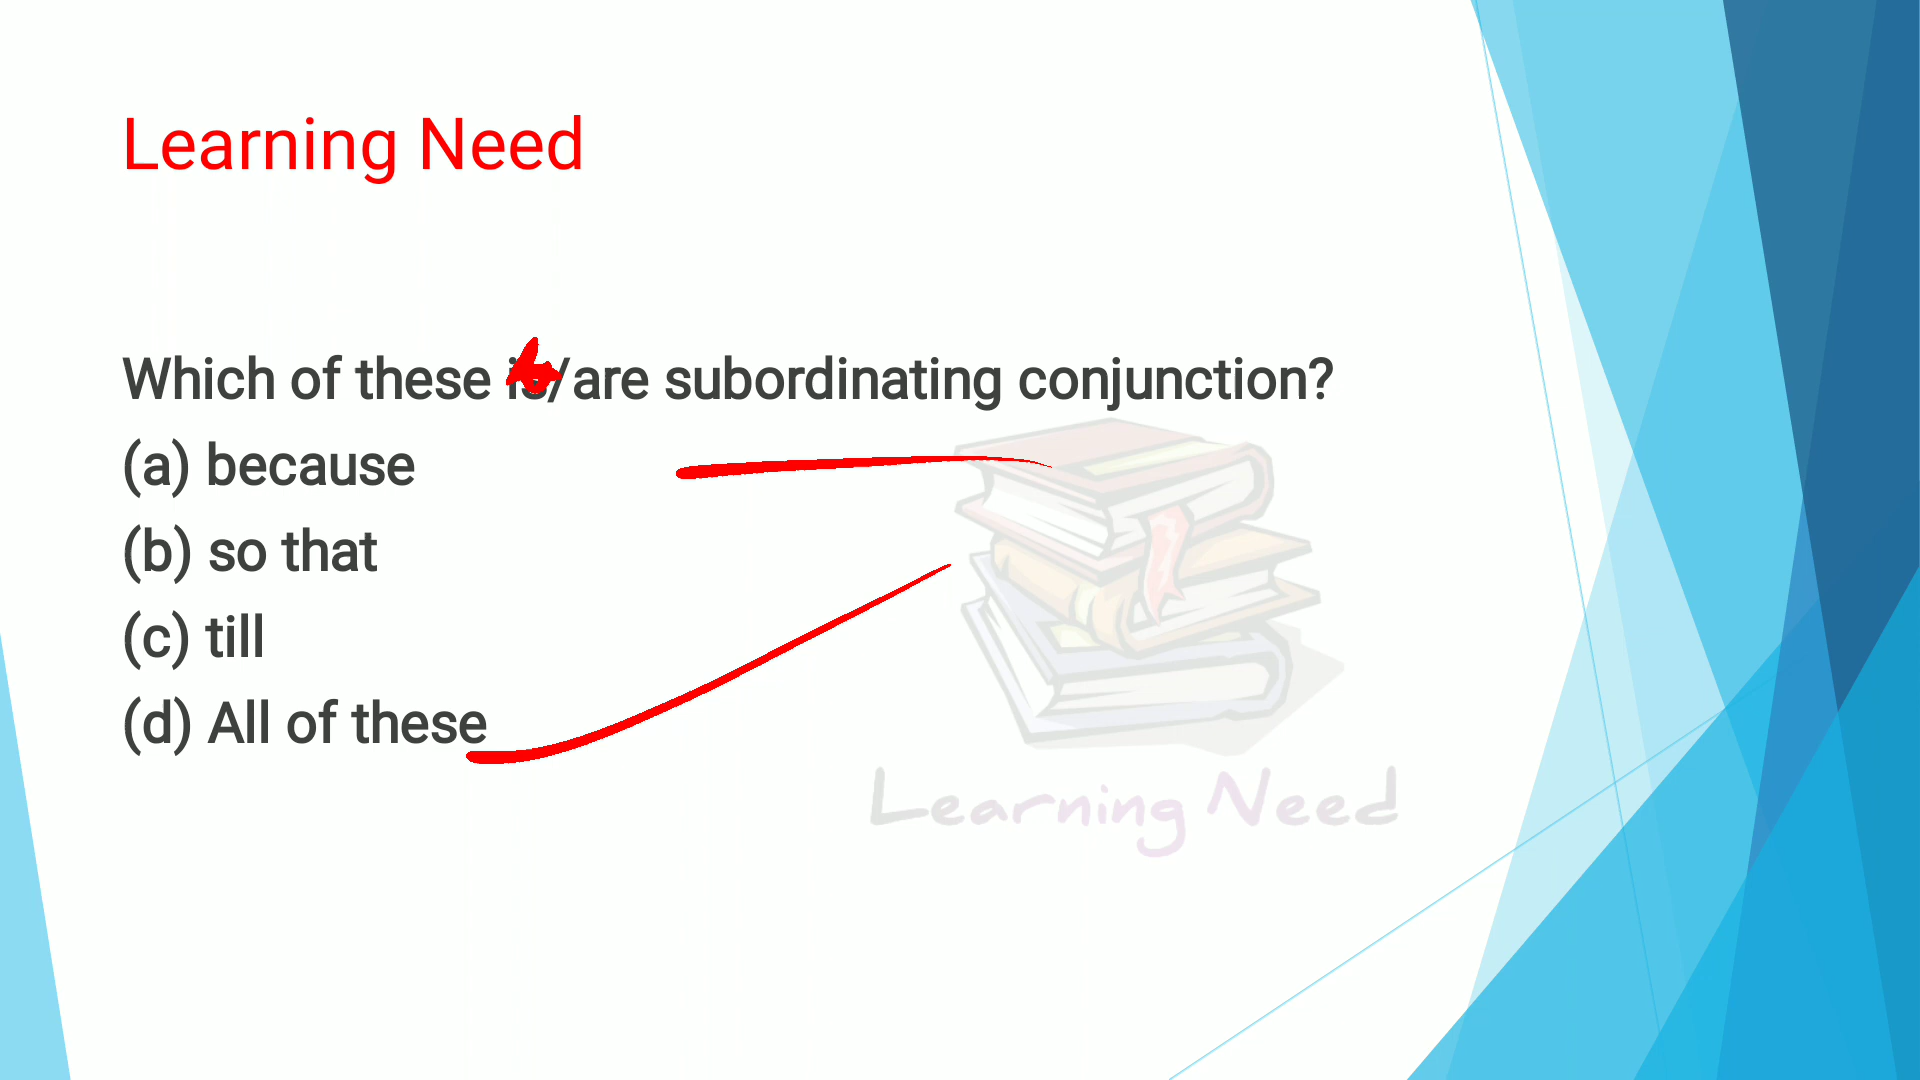 Learning Need
Which of these is/are subordinating conjunction?
(a) because
(b) so that
(c) till
(d) All of these
Learning Need